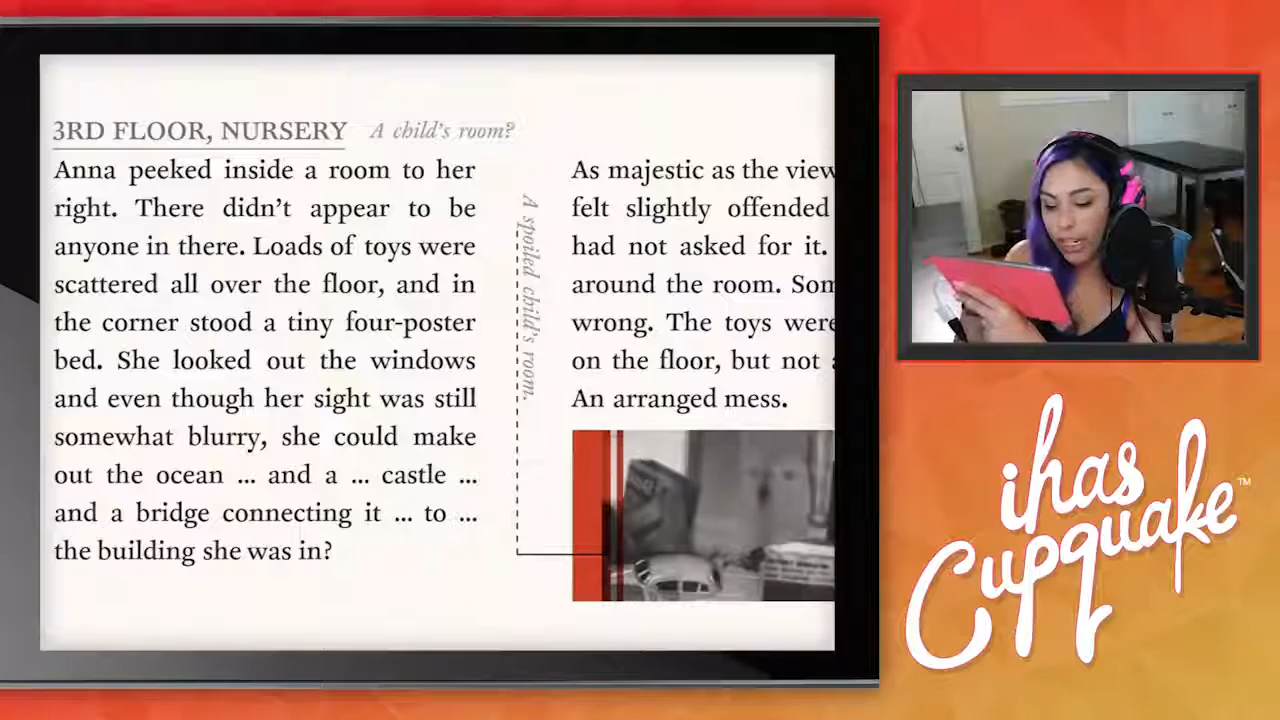 3RD FLOOR, NURSERY A child's room?
Anna peeked inside a room to her
right. There didn't appear to be
anyone in there. Loads of toys were
scattered all over the floor, and in
the corner stood a tiny four-poster
bed. She looked out the windows
and even though her sight was still
somewhat blurry, she could make
out the ocean ... and a ... castle ...
and a bridge connecting it ... to ...
the building she was in?
A spoiled child's room.
As majestic as the view
felt slightly offended
had not asked for it.
around the room. Som
wrong. The toys were
on the floor, but not
An arranged mess.
ihas
Cupquake™